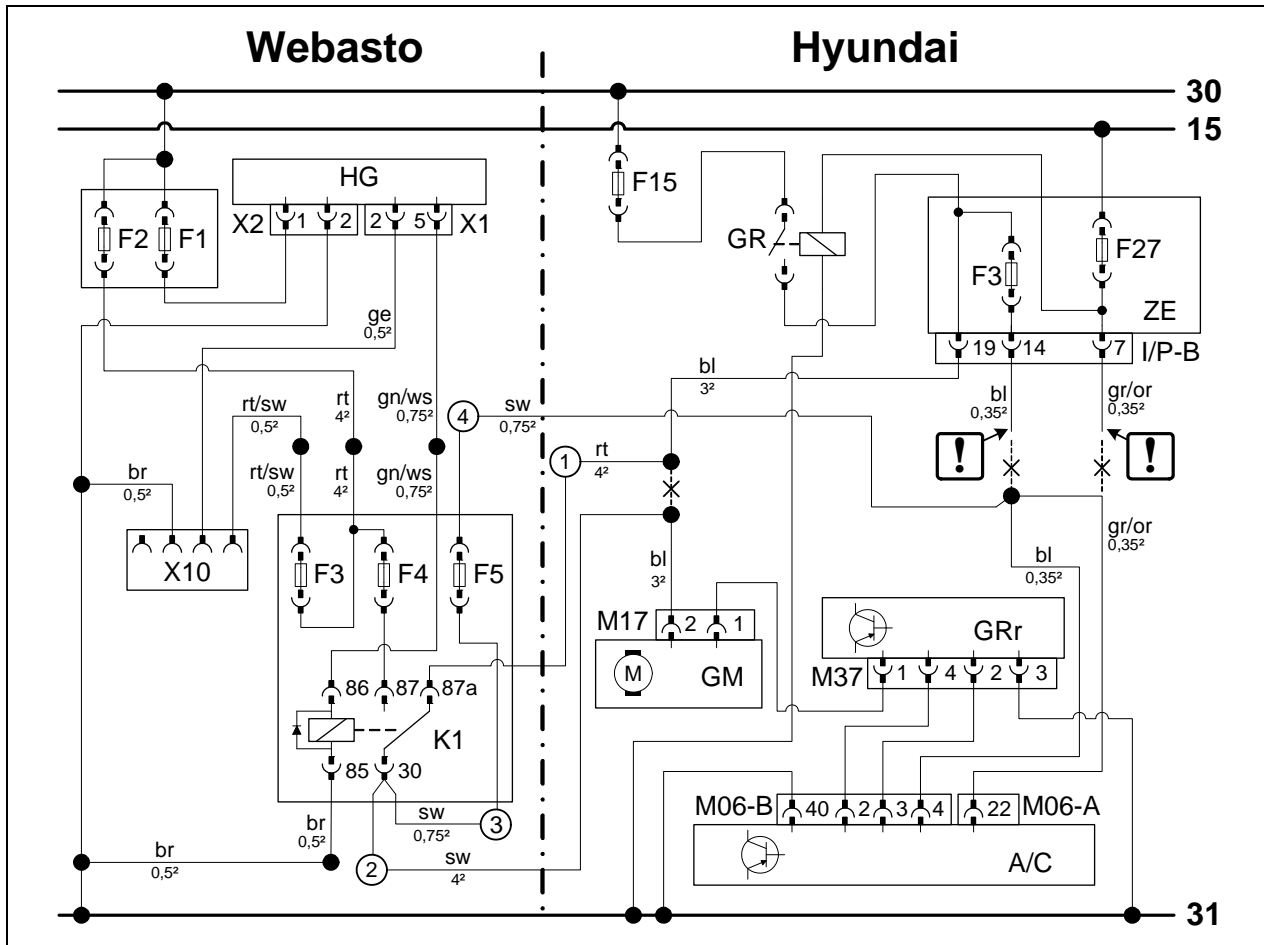 Webasto
Hyundai
30
15
HG
F15
F2
F1
X2
1
2
2
5
X1
GR
F3
F27
ZE
ge
0,5²
19
14
7
I/P-B
bl
3²
rt/sw
0,5²
rt
4²
gn/ws
0,75²
4
sw
0,75²
bl
0,35²
gr/or
0,35²
1
rt
4²
!
!
br
0,5²
rt/sw
0,5²
rt
4²
gn/ws
0,75²
X10
F3
F4
F5
bl
3²
bl
0,35²
gr/or
0,35²
M17
2
1
GRr
M
GM
M37
1
4
2
3
86
87
87a
K1
85
30
sw
0,75²
3
M06-B
40
2
3
4
22
M06-A
br
0,5²
br
0,5²
2
sw
4²
A/C
31